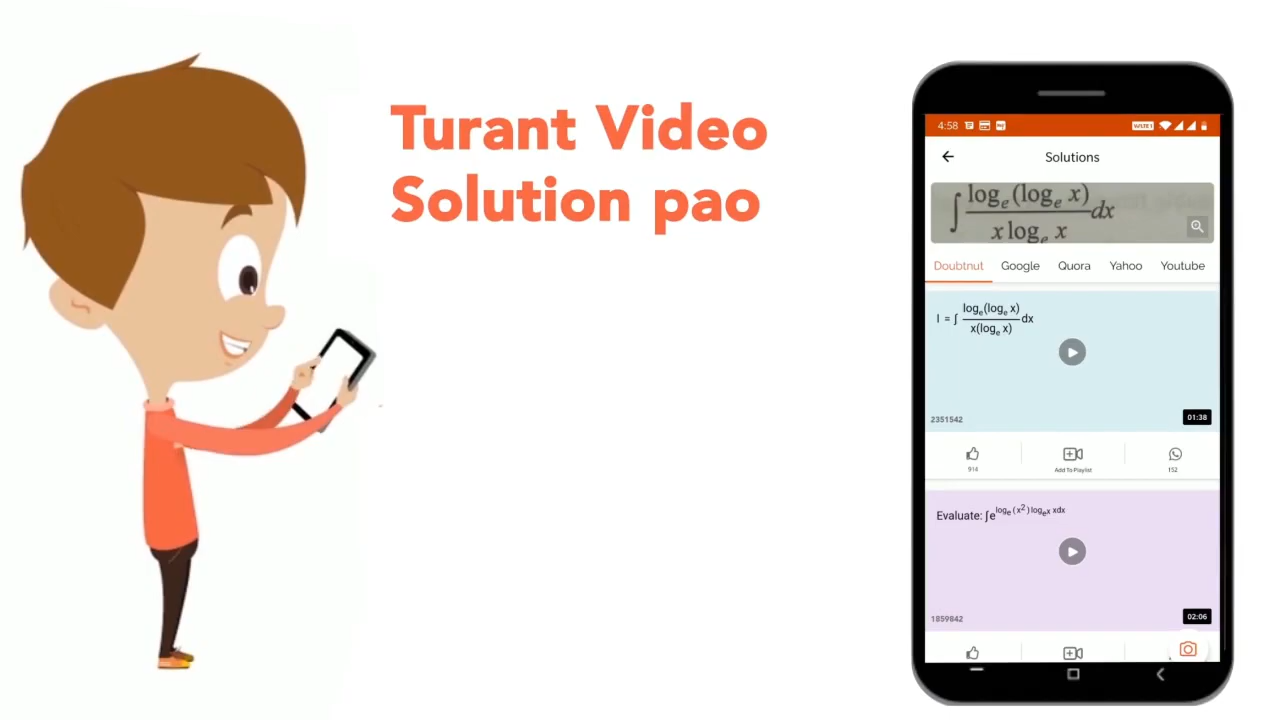 Turant Video
Solution pao
4:58
Solutions
∫ logₑ(logₑ x) / x logₑ x dx
Doubtnut Google Quora Yahoo Youtube
I = ∫ logₑ(logₑ x) / x(logₑ x) dx
2351542 01:38
914 Add To Playlist 152
Evaluate: ∫e^logₑ(x²)logₑx xdx
1859842 02:06